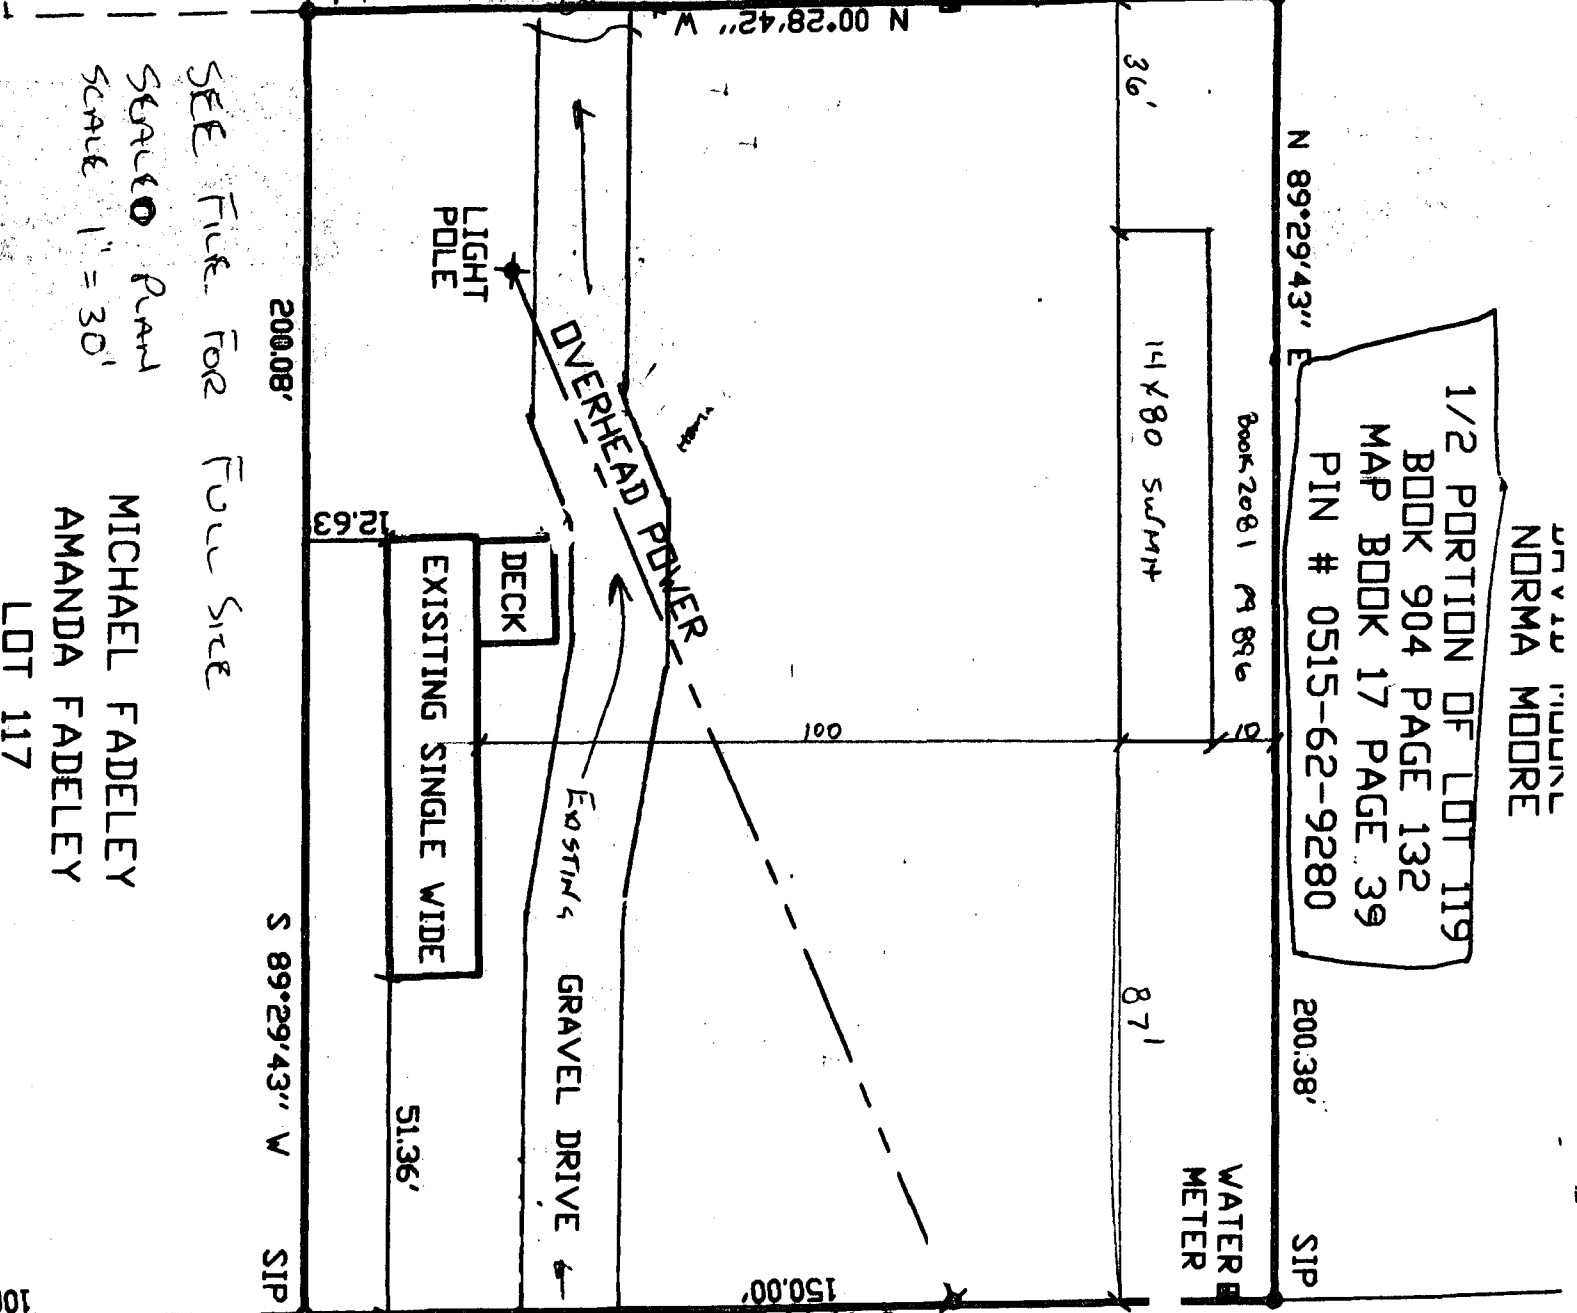 NORMA MOORE
1/2 PORTION OF LOT 119
BOOK 904 PAGE 132
MAP BOOK 17 PAGE 39
PIN # 0515-62-9280
N 89°29'43" E
200.38'
SIP
BOOK 2081 Pg 896
10
WATER
METER
14 x 80 SWMH
36'
87'
N 00°28'42" W
100
150.00'
OVERHEAD POWER
LIGHT
POLE
EXISTING GRAVEL DRIVE
DECK
EXISITING SINGLE WIDE
12.63
51.36'
200.08'
S 89°29'43" W
SIP
SEE FILE FOR FULL SIZE
SEALED PLAN
SCALE 1" = 30'
MICHAEL FADELEY
AMANDA FADELEY
LOT 117